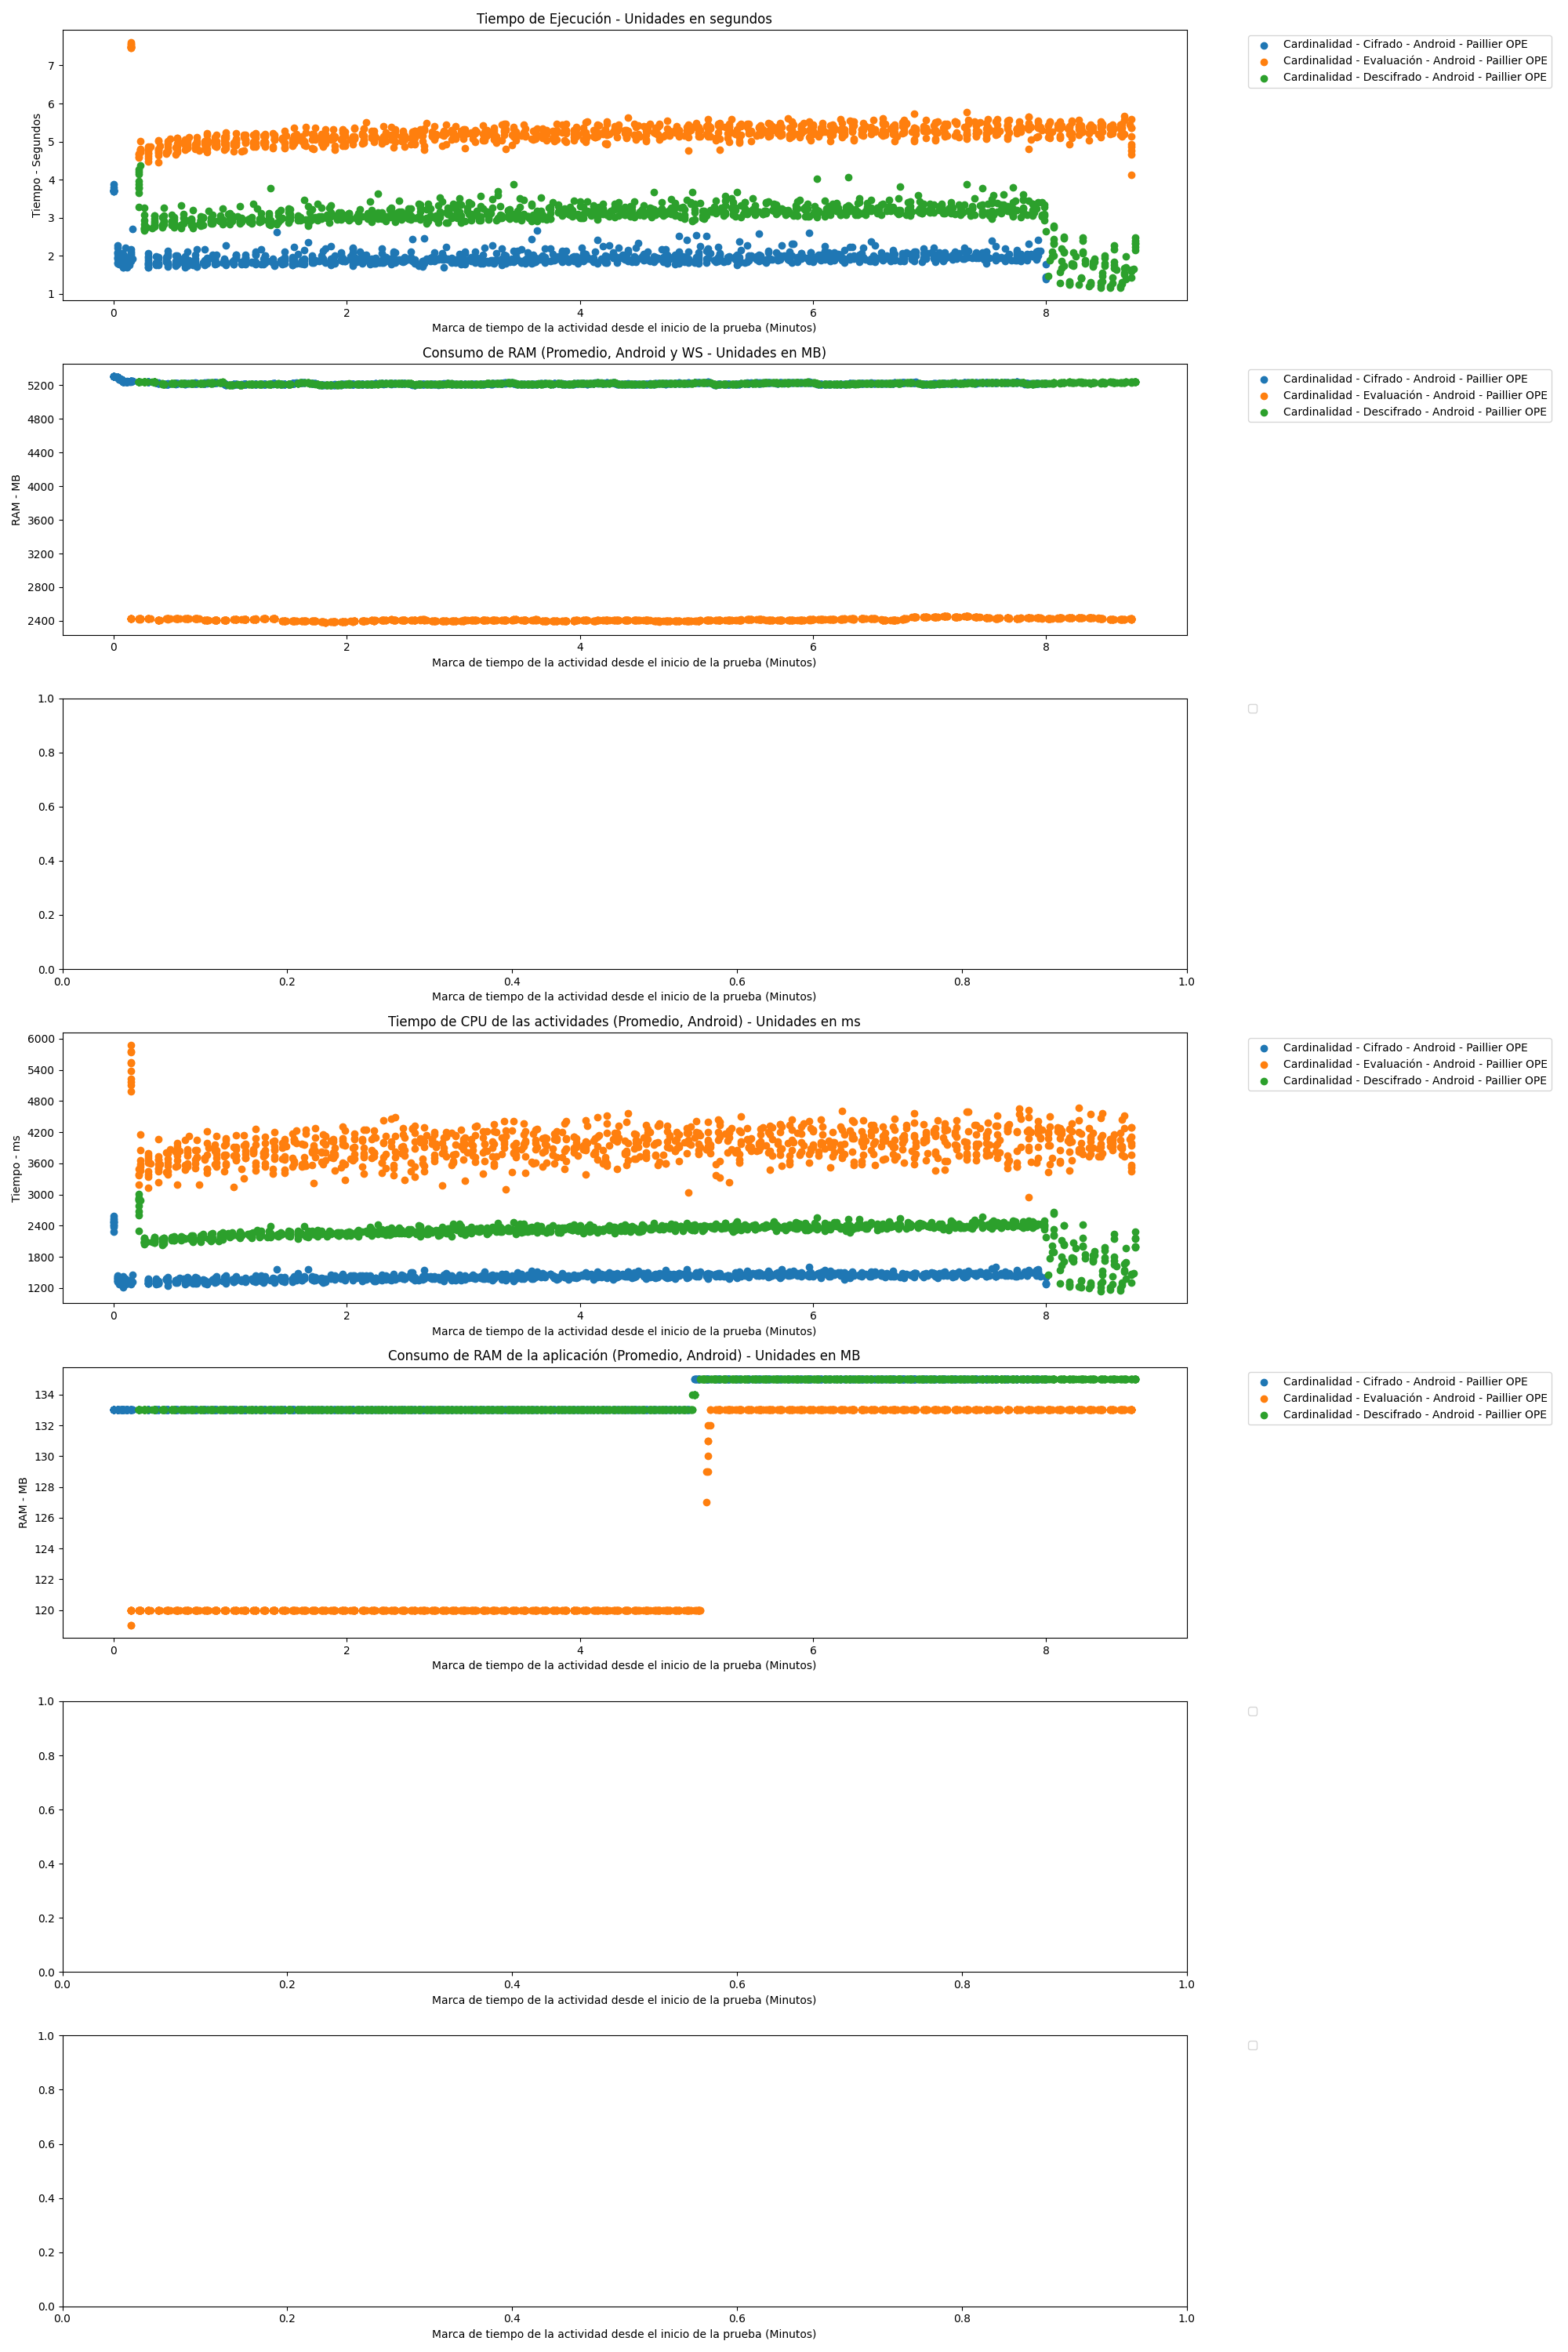 Tiempo de Ejecución - Unidades en segundos
Cardinalidad - Cifrado - Android - Paillier OPE
Cardinalidad - Evaluación - Android - Paillier OPE
Cardinalidad - Descifrado - Android - Paillier OPE
Tiempo - Segundos
7
6
5
4
3
2
1
0 2 4 6 8
Marca de tiempo de la actividad desde el inicio de la prueba (Minutos)
Consumo de RAM (Promedio, Android y WS - Unidades en MB)
Cardinalidad - Cifrado - Android - Paillier OPE
Cardinalidad - Evaluación - Android - Paillier OPE
Cardinalidad - Descifrado - Android - Paillier OPE
RAM - MB
5200
4800
4400
4000
3600
3200
2800
2400
0 2 4 6 8
Marca de tiempo de la actividad desde el inicio de la prueba (Minutos)
1.0
0.8
0.6
0.4
0.2
0.0
0.0 0.2 0.4 0.6 0.8 1.0
Marca de tiempo de la actividad desde el inicio de la prueba (Minutos)
Tiempo de CPU de las actividades (Promedio, Android) - Unidades en ms
Cardinalidad - Cifrado - Android - Paillier OPE
Cardinalidad - Evaluación - Android - Paillier OPE
Cardinalidad - Descifrado - Android - Paillier OPE
Tiempo - ms
6000
5400
4800
4200
3600
3000
2400
1800
1200
0 2 4 6 8
Marca de tiempo de la actividad desde el inicio de la prueba (Minutos)
Consumo de RAM de la aplicación (Promedio, Android) - Unidades en MB
Cardinalidad - Cifrado - Android - Paillier OPE
Cardinalidad - Evaluación - Android - Paillier OPE
Cardinalidad - Descifrado - Android - Paillier OPE
RAM - MB
134
132
130
128
126
124
122
120
0 2 4 6 8
Marca de tiempo de la actividad desde el inicio de la prueba (Minutos)
1.0
0.8
0.6
0.4
0.2
0.0
0.0 0.2 0.4 0.6 0.8 1.0
Marca de tiempo de la actividad desde el inicio de la prueba (Minutos)
1.0
0.8
0.6
0.4
0.2
0.0
0.0 0.2 0.4 0.6 0.8 1.0
Marca de tiempo de la actividad desde el inicio de la prueba (Minutos)